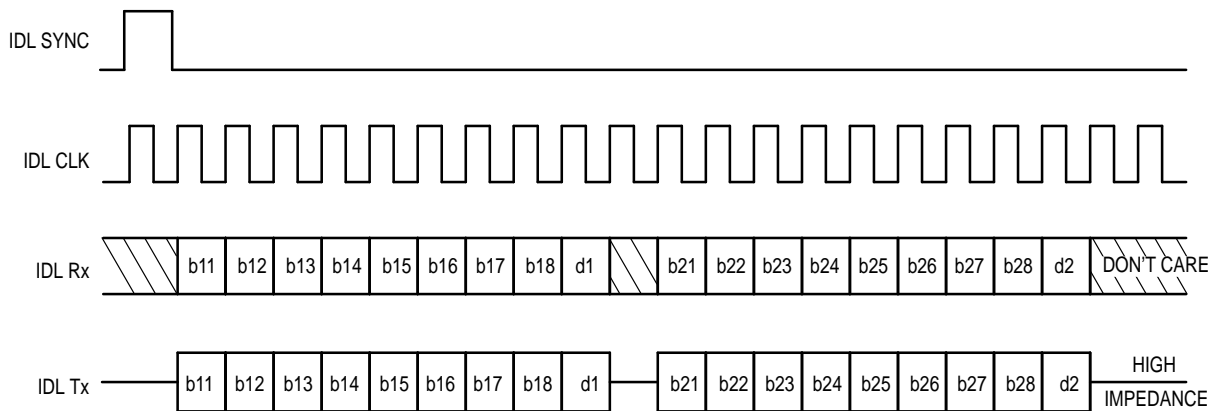 IDL SYNC
IDL CLK
IDL Rx b11 b12 b13 b14 b15 b16 b17 b18 d1 b21 b22 b23 b24 b25 b26 b27 b28 d2 DON'T CARE
IDL Tx b11 b12 b13 b14 b15 b16 b17 b18 d1 b21 b22 b23 b24 b25 b26 b27 b28 d2 HIGH
IMPEDANCE